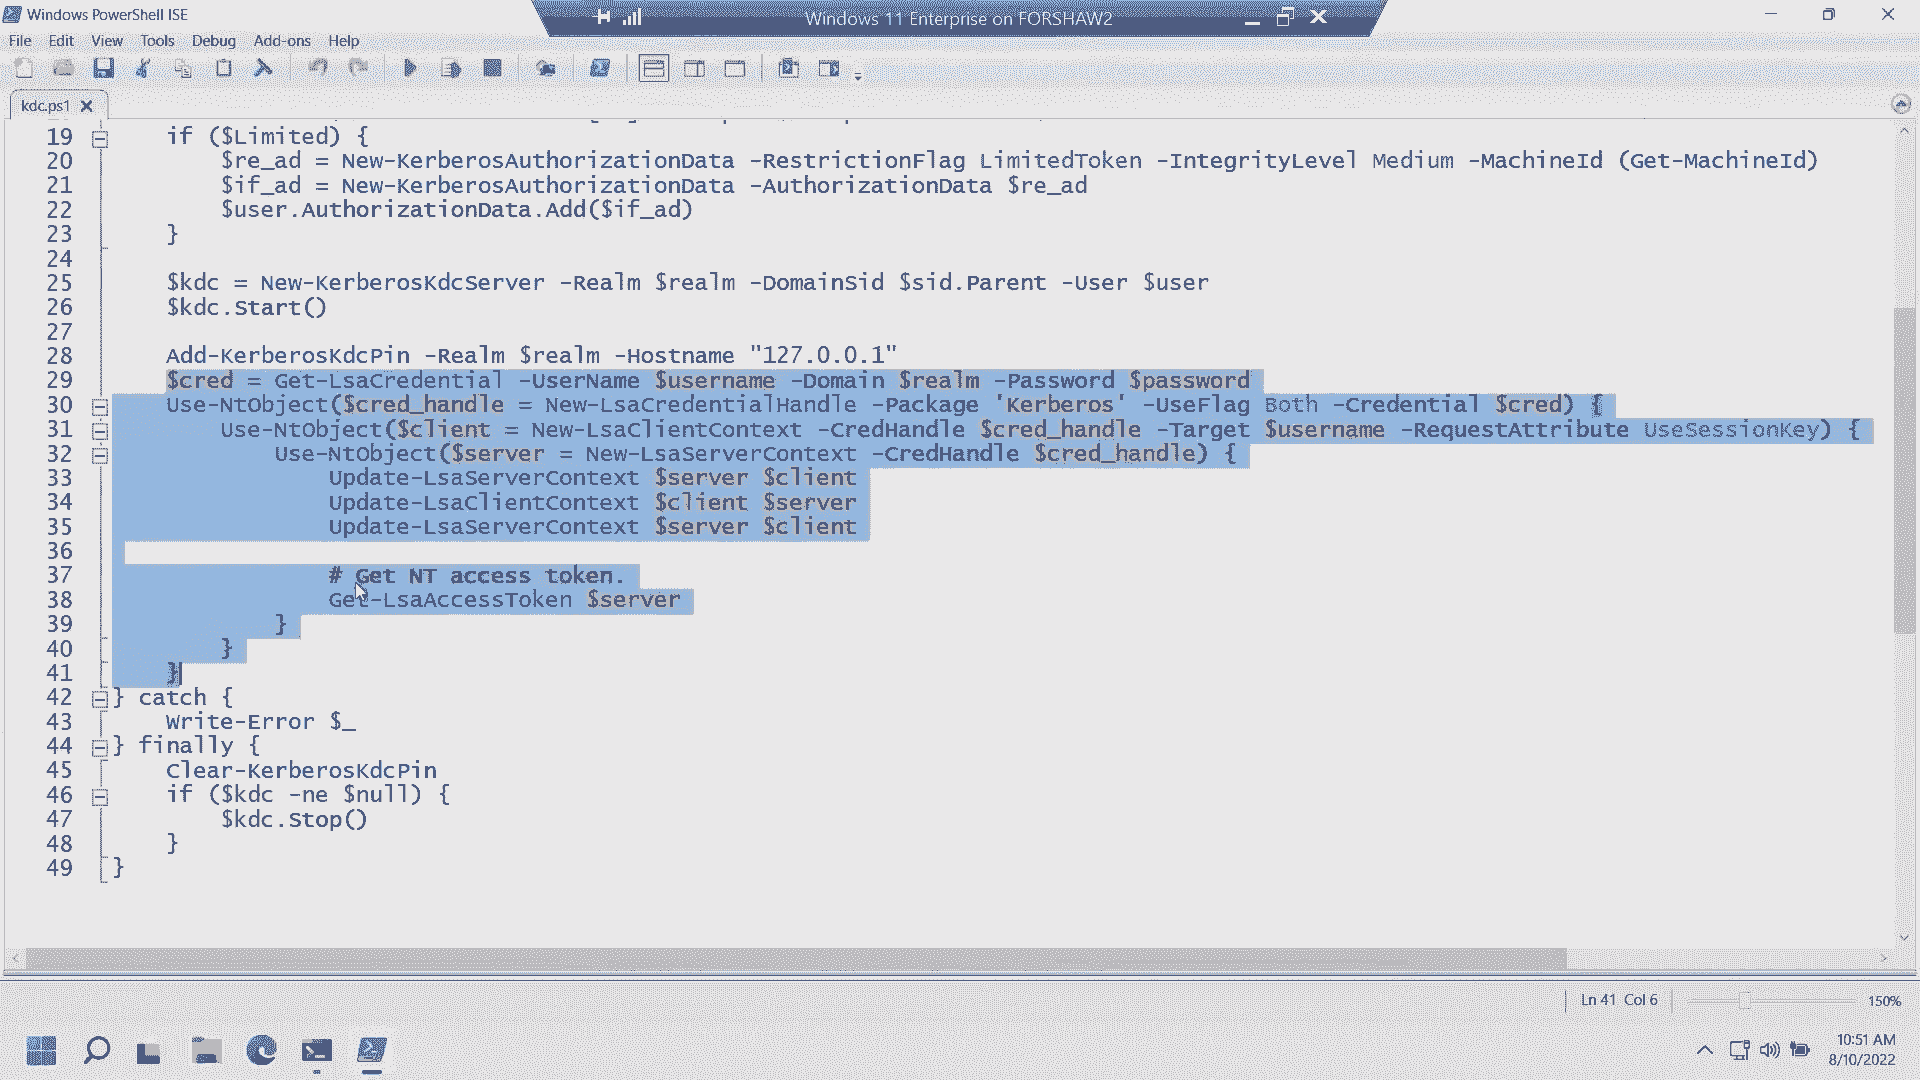 Windows PowerShell ISE
Windows 11 Enterprise on FORSHAW2
File Edit View Tools Debug Add-ons Help
kdc.ps1
19 if ($Limited) {
20 $re_ad = New-KerberosAuthorizationData -RestrictionFlag LimitedToken -IntegrityLevel Medium -MachineId (Get-MachineId)
21 $if_ad = New-KerberosAuthorizationData -AuthorizationData $re_ad
22 $user.AuthorizationData.Add($if_ad)
23 }
24
25 $kdc = New-KerberosKdcServer -Realm $realm -DomainSid $sid.Parent -User $user
26 $kdc.Start()
27
28 Add-KerberosKdcPin -Realm $realm -Hostname "127.0.0.1"
29 $cred = Get-LsaCredential -UserName $username -Domain $realm -Password $password
30 Use-NtObject($cred_handle = New-LsaCredentialHandle -Package 'Kerberos' -UseFlag Both -Credential $cred) {
31 Use-NtObject($client = New-LsaClientContext -CredHandle $cred_handle -Target $username -RequestAttribute UseSessionKey) {
32 Use-NtObject($server = New-LsaServerContext -CredHandle $cred_handle) {
33 Update-LsaServerContext $server $client
34 Update-LsaClientContext $client $server
35 Update-LsaServerContext $server $client
36
37 # Get NT access token.
38 Get-LsaAccessToken $server
39 }
40 }
41 }
42 } catch {
43 Write-Error $_
44 } finally {
45 Clear-KerberosKdcPin
46 if ($kdc -ne $null) {
47 $kdc.Stop()
48 }
49 }
Ln 41 Col 6 150%
10:51 AM
8/10/2022